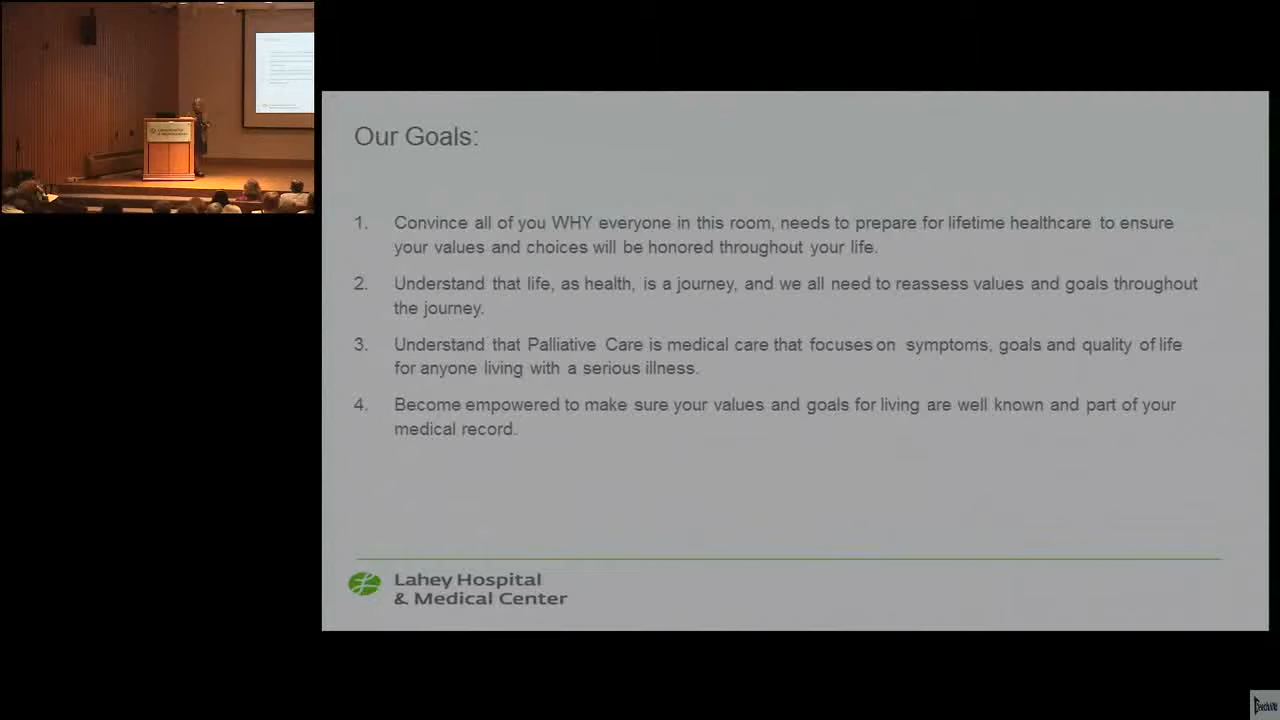 Our Goals:
1. Convince all of you WHY everyone in this room, needs to prepare for lifetime healthcare to ensure
your values and choices will be honored throughout your life.
2. Understand that life, as health, is a journey, and we all need to reassess values and goals throughout
the journey.
3. Understand that Palliative Care is medical care that focuses on symptoms, goals and quality of life
for anyone living with a serious illness.
4. Become empowered to make sure your values and goals for living are well known and part of your
medical record.
Lahey Hospital
& Medical Center